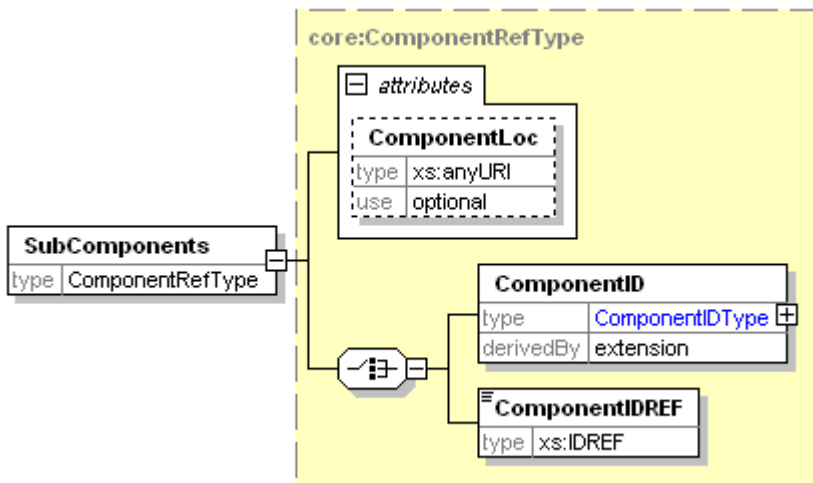 core:ComponentRefType
attributes
ComponentLoc
type xs:anyURI
use optional
SubComponents
type ComponentRefType
ComponentID
type ComponentIDType
derivedBy extension
ComponentIDREF
type xs:IDREF